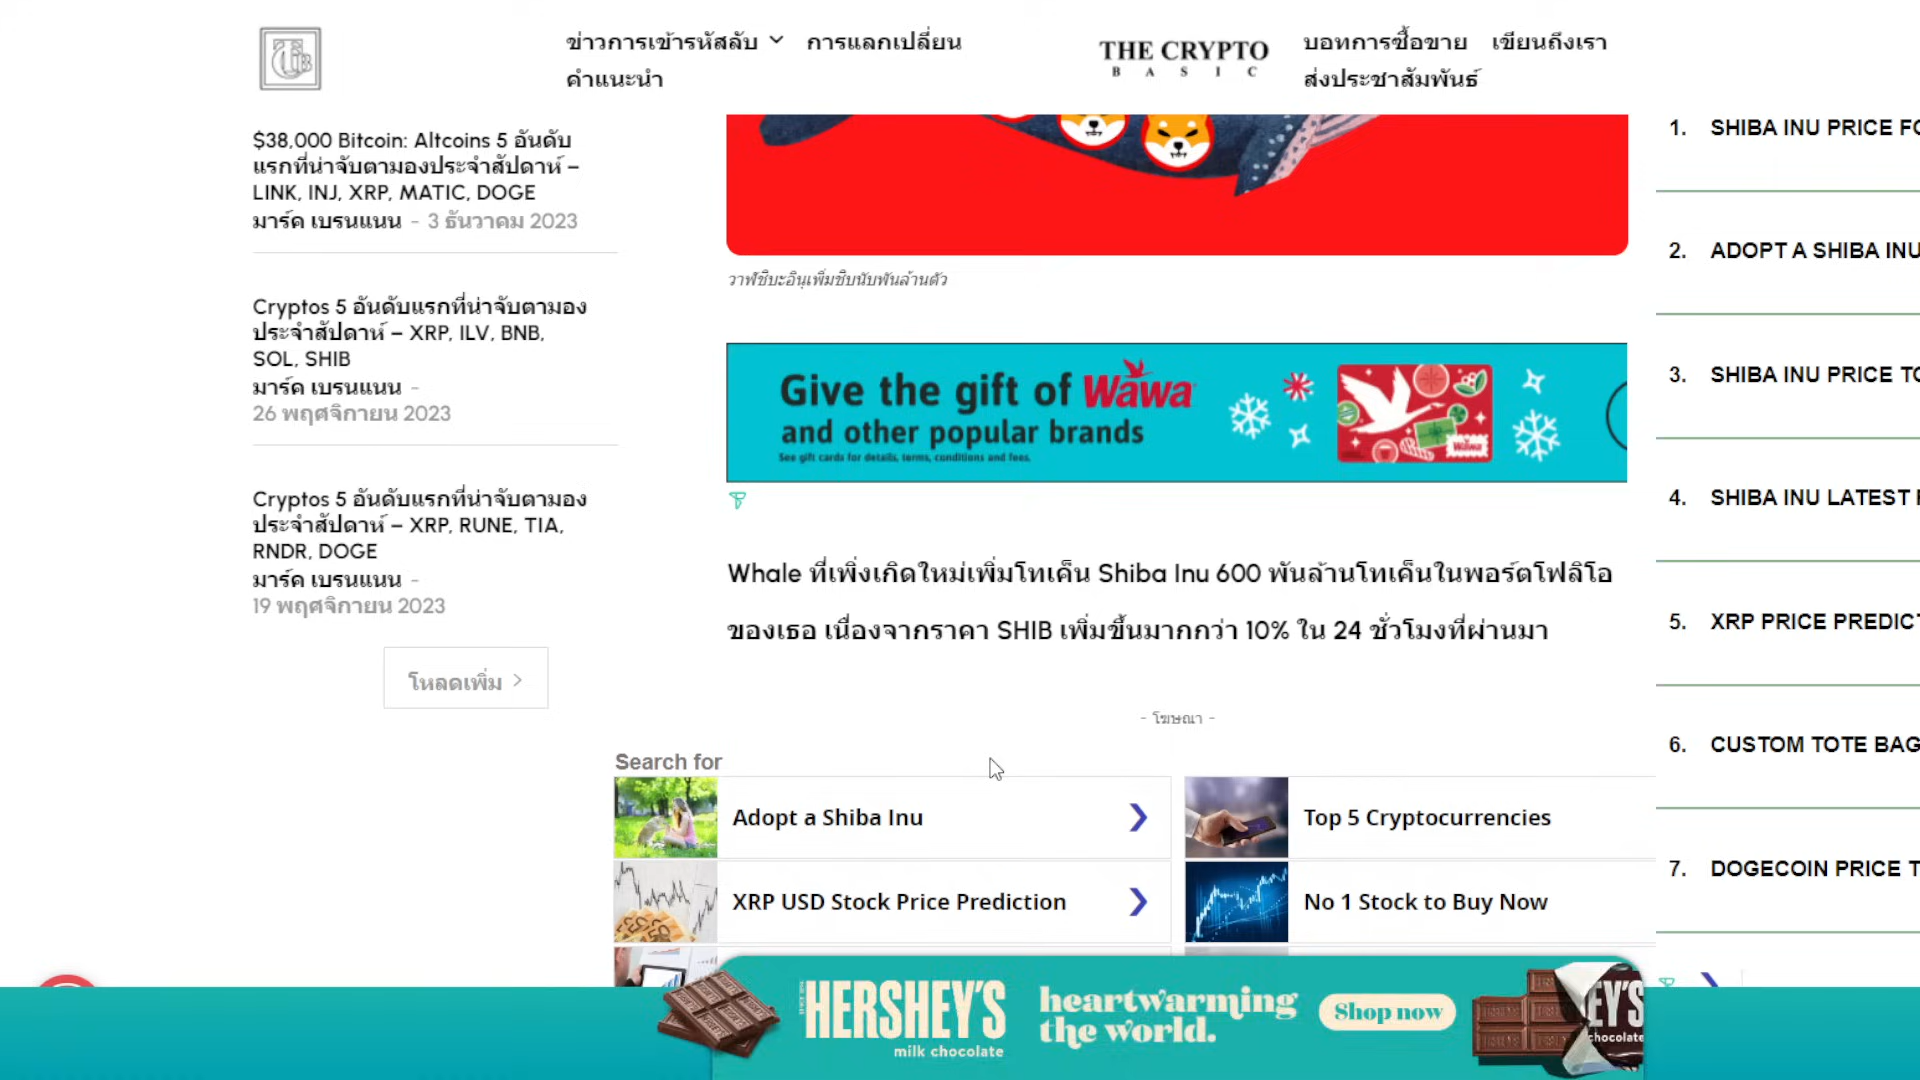 ข่าวการเข้ารหัสลับ
การแลกเปลี่ยน
คำแนะนำ
THE CRYPTO
BASIC
บอทการซื้อขาย
เขียนถึงเรา
ส่งประชาสัมพันธ์
$38,000 Bitcoin: Altcoins 5 อันดับ
แรกที่น่าจับตามองประจำสัปดาห์ –
LINK, INJ, XRP, MATIC, DOGE
มาร์ค เบรนแนน - 3 ธันวาคม 2023
Cryptos 5 อันดับแรกที่น่าจับตามอง
ประจำสัปดาห์ – XRP, ILV, BNB,
SOL, SHIB
มาร์ค เบรนแนน -
26 พฤศจิกายน 2023
Cryptos 5 อันดับแรกที่น่าจับตามอง
ประจำสัปดาห์ – XRP, RUNE, TIA,
RNDR, DOGE
มาร์ค เบรนแนน -
19 พฤศจิกายน 2023
โหลดเพิ่ม
วาฬชิบะอินุเพิ่มชิบนับพันล้านตัว
Give the gift of Wawa
and other popular brands
See gift cards for details, terms, conditions and fees.
Whale ที่เพิ่งเกิดใหม่เพิ่มโทเค็น Shiba Inu 600 พันล้านโทเค็นในพอร์ตโฟลิโอ
ของเธอ เนื่องจากราคา SHIB เพิ่มขึ้นมากกว่า 10% ใน 24 ชั่วโมงที่ผ่านมา
- โฆษณา -
Search for
Adopt a Shiba Inu
Top 5 Cryptocurrencies
XRP USD Stock Price Prediction
No 1 Stock to Buy Now
1. SHIBA INU PRICE
2. ADOPT A SHIBA INU
3. SHIBA INU PRICE
4. SHIBA INU LATEST
5. XRP PRICE
6. CUSTOM TOTE BAG
7. DOGECOIN PRICE
HERSHEY'S
milk chocolate
heartwarming
the world.
Shop now
EY'S
chocolate